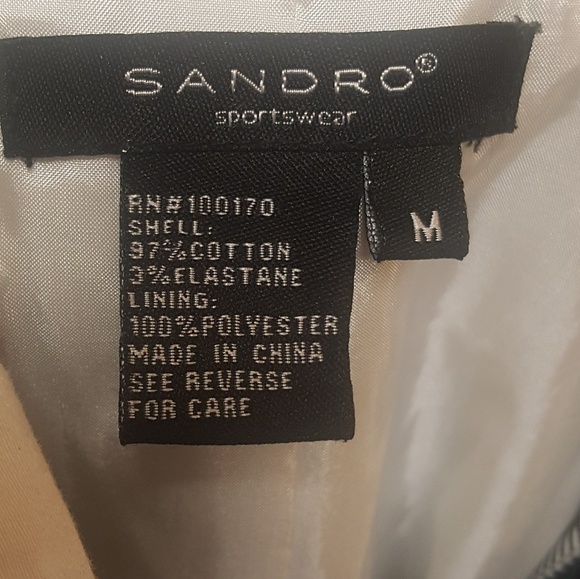 SANDRO®
sportswear
M
RN#100170
SHELL:
97%COTTON
3%ELASTANE
LINING:
100%POLYESTER
MADE IN CHINA
SEE REVERSE
FOR CARE